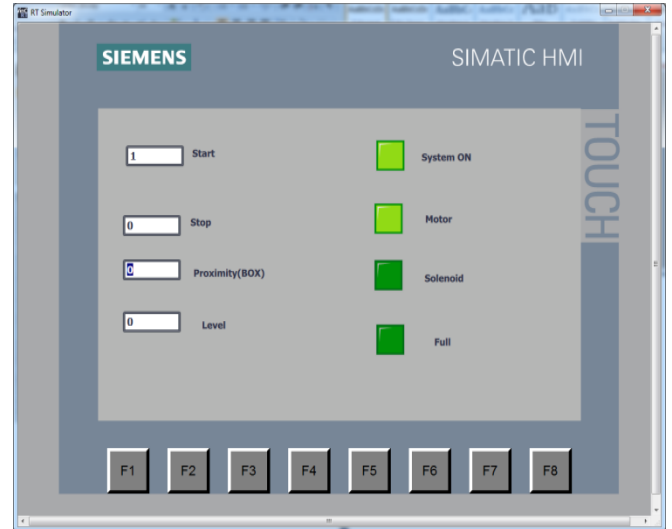 RT Simulator
SIEMENS
SIMATIC HMI
TOUCH
1 Start
System ON
0 Stop
Motor
0 Proximity(BOX)
Solenoid
0 Level
Full
F1 F2 F3 F4 F5 F6 F7 F8